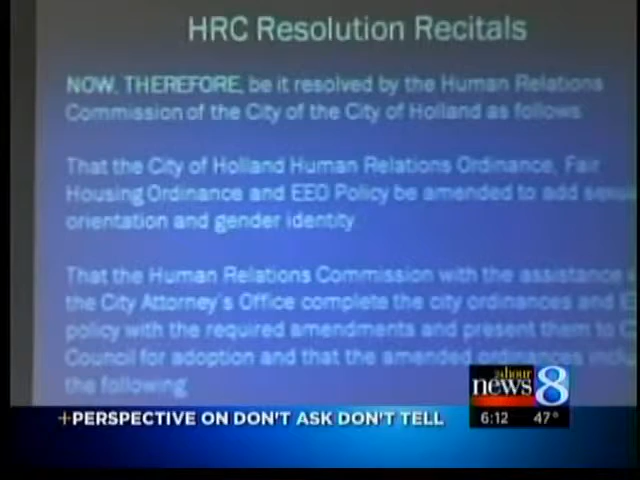 HRC Resolution Recitals
NOW, THEREFORE, be it resolved by the Human Relations
Commission of the City of the City of Holland as follows
That the City of Holland Human Relations Ordinance, Fair
Housing Ordinance and EEO Policy be amended to add
orientation and gender identity.
That the Human Relations Commission with the assistance
the City Attorney's Office complete the city ordinances and
policy with the required amendments and present them to
Council for adoption and that the amended ordinances
the following
24 hour
news 8
6:12 47°
+PERSPECTIVE ON DON'T ASK DON'T TELL